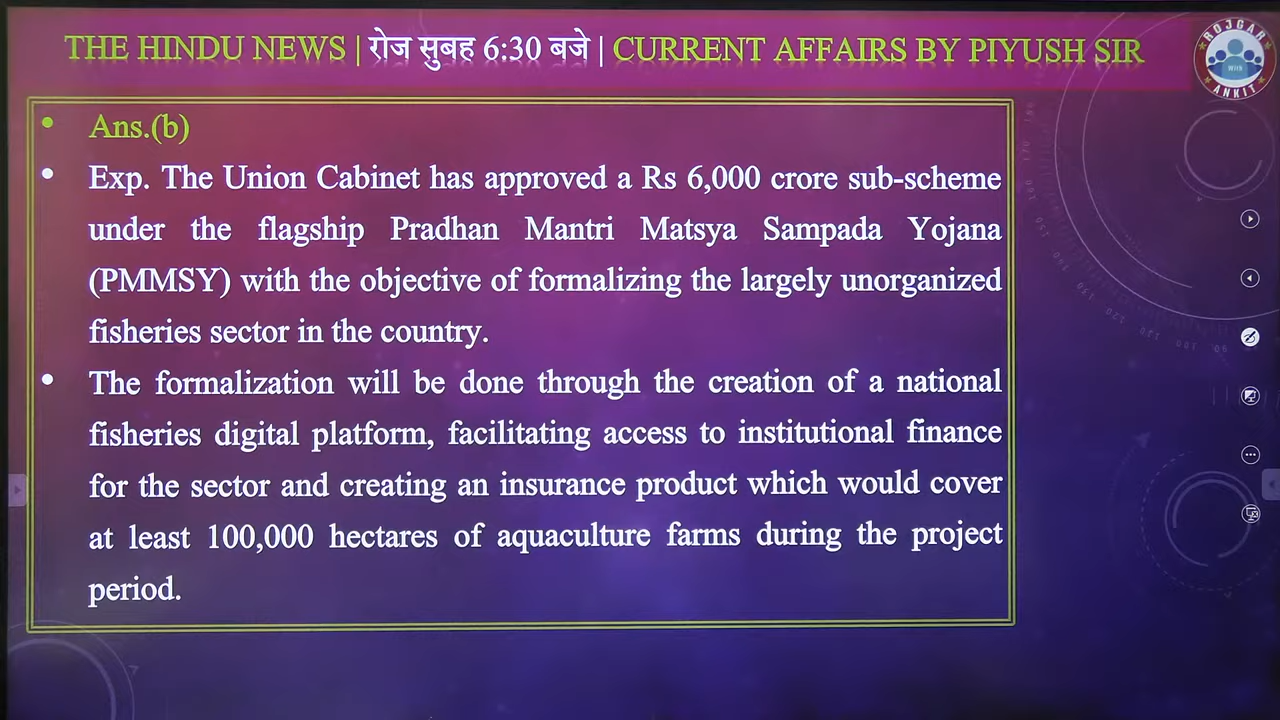 THE HINDU NEWS | रोज सुबह 6:30 बजे | CURRENT AFFAIRS BY PIYUSH SIR
ROJGAR
WITH
ANKIT
• Ans.(b)
• Exp. The Union Cabinet has approved a Rs 6,000 crore sub-scheme
under the flagship Pradhan Mantri Matsya Sampada Yojana
(PMMSY) with the objective of formalizing the largely unorganized
fisheries sector in the country.
• The formalization will be done through the creation of a national
fisheries digital platform, facilitating access to institutional finance
for the sector and creating an insurance product which would cover
at least 100,000 hectares of aquaculture farms during the project
period.